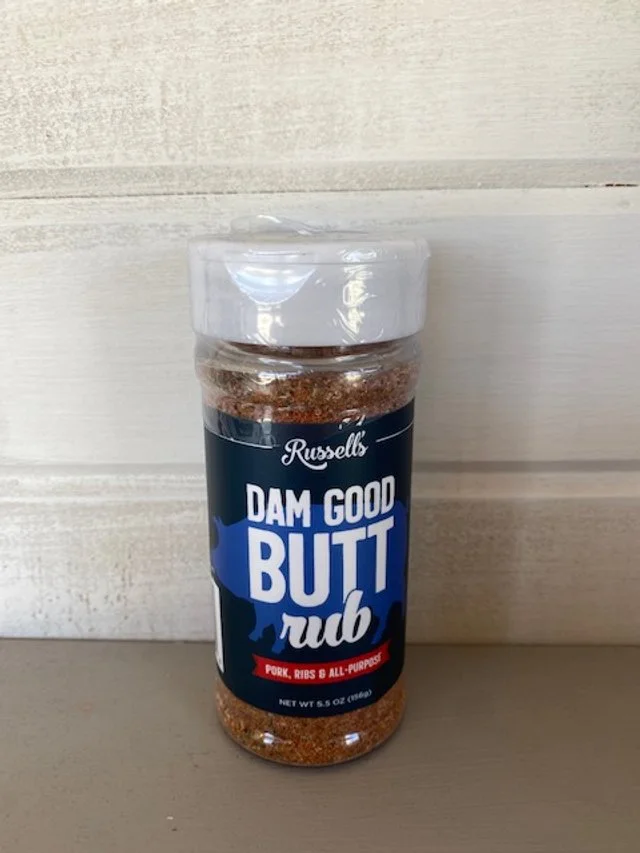 Russell's
DAM GOOD
BUTT
rub
PORK, RIBS & ALL-PURPOSE
NET WT 5.5 OZ (156g)